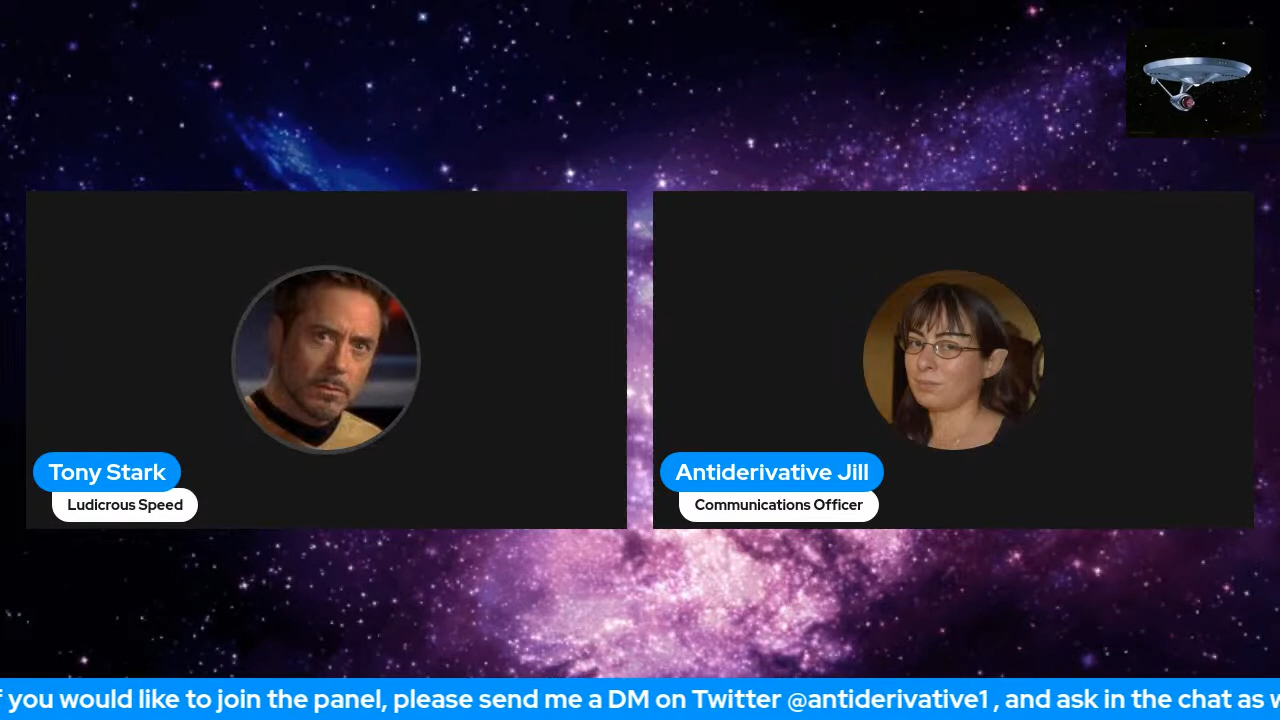 Tony Stark
Ludicrous Speed
Antiderivative Jill
Communications Officer
you would like to join the panel, please send me a DM on Twitter @antiderivative1 , and ask in the chat as